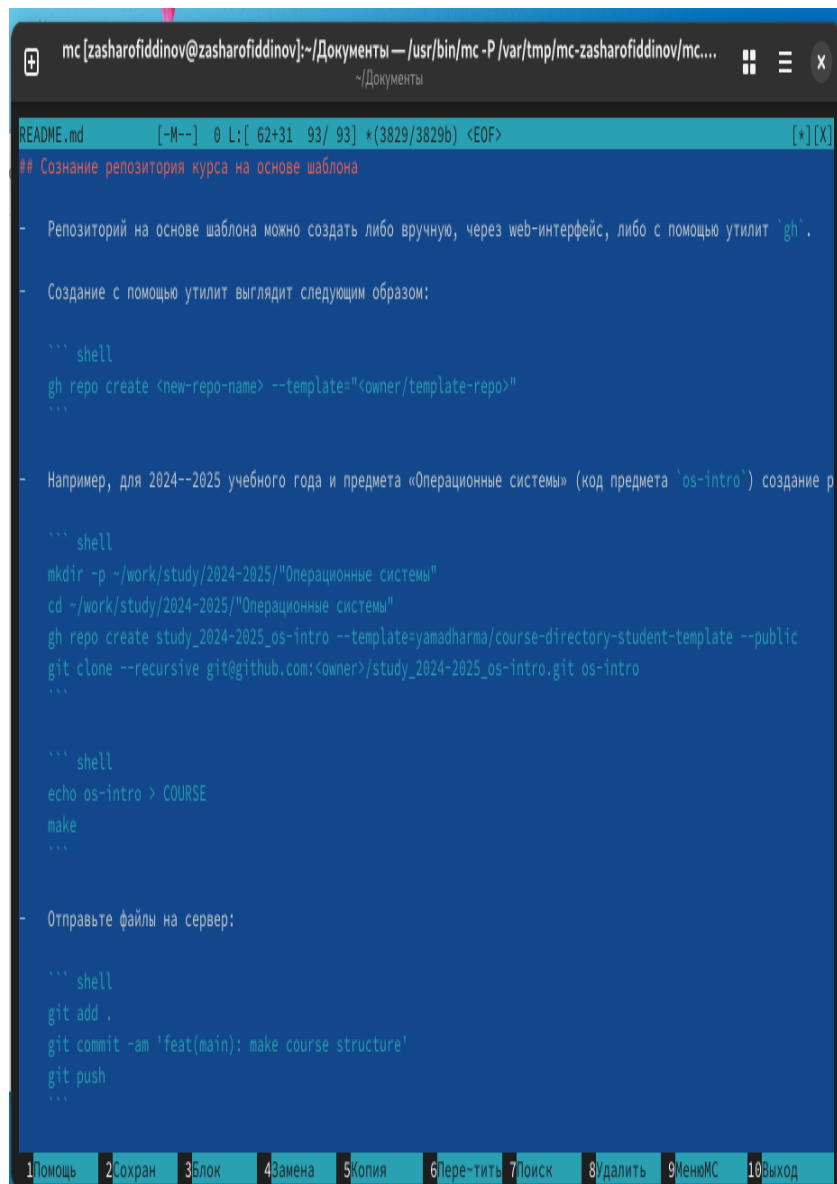 mc [zasharofiddinov@zasharofiddinov]:~/Документы — /usr/bin/mc -P /var/tmp/mc-zasharofiddinov/mc....
~/Документы
README.md [-M--] 0 L:[ 62+31 93/ 93] *(3829/3829b) <EOF> [*][X]
## Сознание репозитория курса на основе шаблона
- Репозиторий на основе шаблона можно создать либо вручную, через web-интерфейс, либо с помощью утилит `gh`.
- Создание с помощью утилит выглядит следующим образом:
``` shell
gh repo create <new-repo-name> --template="<owner/template-repo>"
```
- Например, для 2024--2025 учебного года и предмета «Операционные системы» (код предмета `os-intro`) создание р
``` shell
mkdir -p ~/work/study/2024-2025/"Операционные системы"
cd ~/work/study/2024-2025/"Операционные системы"
gh repo create study_2024-2025_os-intro --template=yamadharma/course-directory-student-template --public
git clone --recursive git@github.com:<owner>/study_2024-2025_os-intro.git os-intro
```
``` shell
echo os-intro > COURSE
make
```
- Отправьте файлы на сервер:
``` shell
git add .
git commit -am 'feat(main): make course structure'
git push
```
1Помощь 2Сохран 3Блок 4Замена 5Копия 6Пере~тить 7Поиск 8Удалить 9МенюMC 10Выход